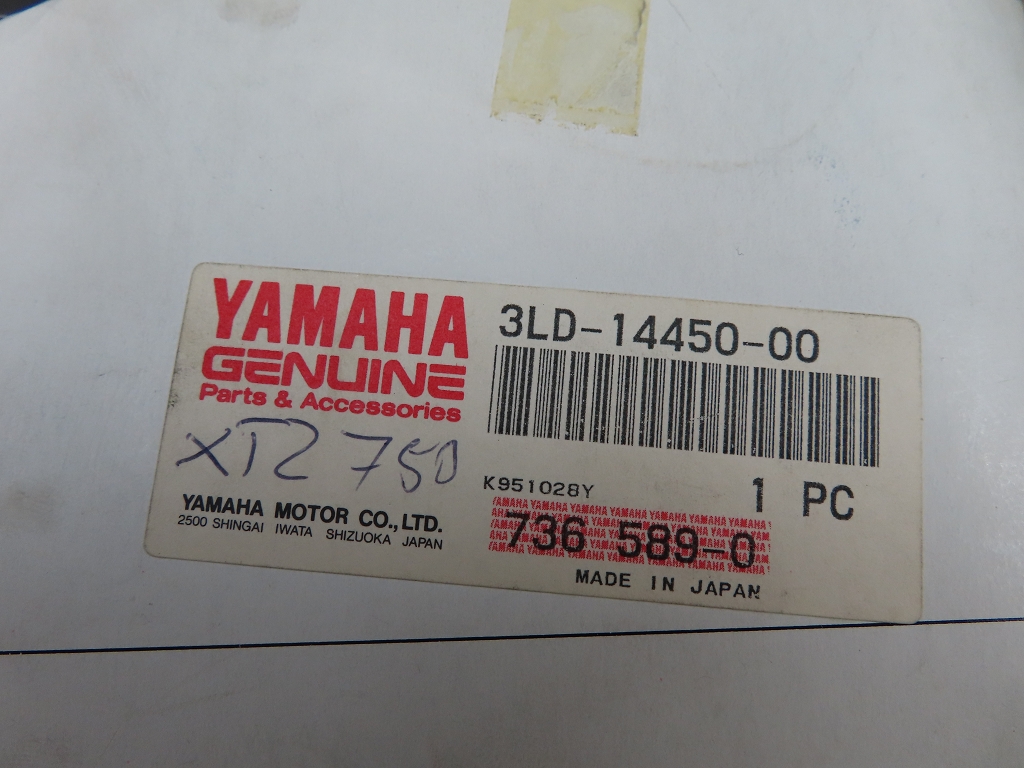 YAMAHA
GENUINE
Parts & Accessories
XTZ 750
YAMAHA MOTOR CO., LTD.
2500 SHINGAI IWATA SHIZUOKA JAPAN
3LD-14450-00
K951028Y
1 PC
736 589-0
MADE IN JAPAN